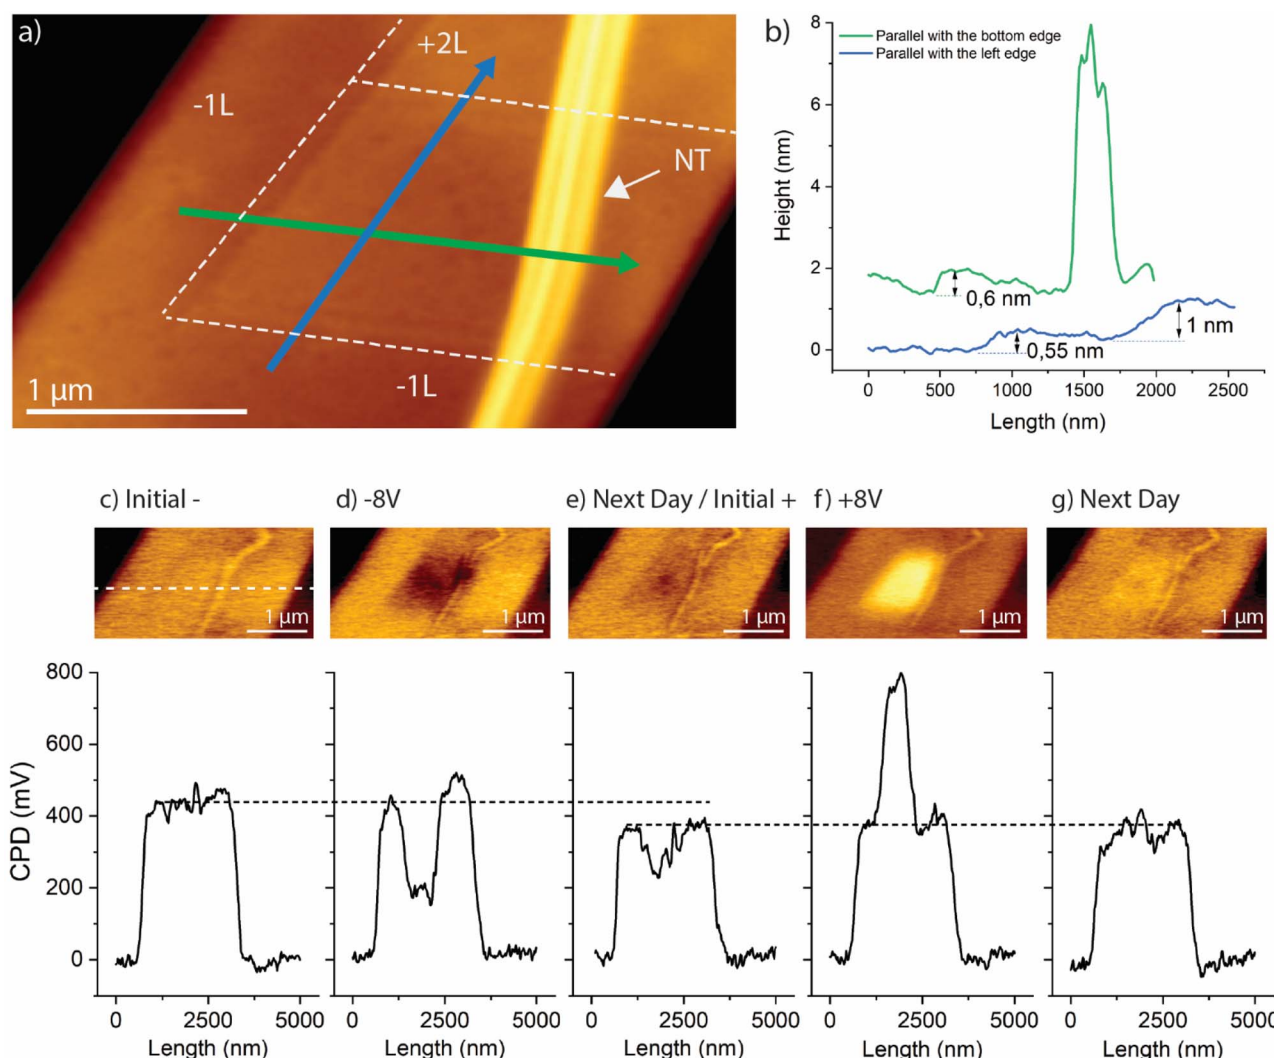 a)
+2L
-1L
NT
-1L
1 µm
b)
Parallel with the bottom edge
Parallel with the left edge
Height (nm)
8
6
4
2
0
0,6 nm
1 nm
0,55 nm
0 500 1000 1500 2000 2500
Length (nm)
c) Initial - d) -8V e) Next Day / Initial + f) +8V g) Next Day
1 µm 1 µm 1 µm 1 µm 1 µm
CPD (mV)
800
600
400
200
0
0 2500 5000 0 2500 5000 0 2500 5000 0 2500 5000 0 2500 5000
Length (nm) Length (nm) Length (nm) Length (nm) Length (nm)